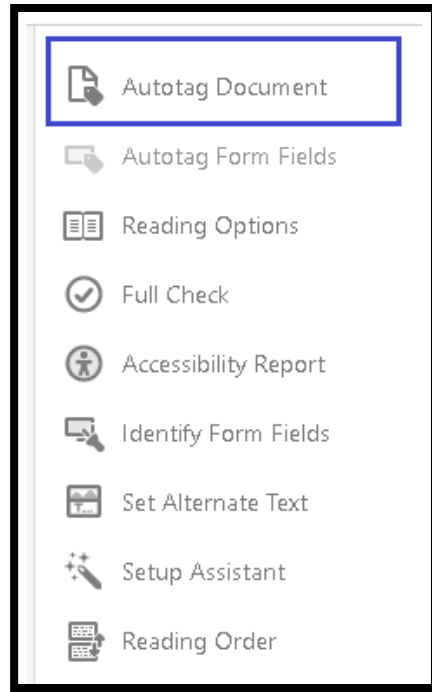 Autotag Document
Autotag Form Fields
Reading Options
Full Check
Accessibility Report
Identify Form Fields
Set Alternate Text
Setup Assistant
Reading Order